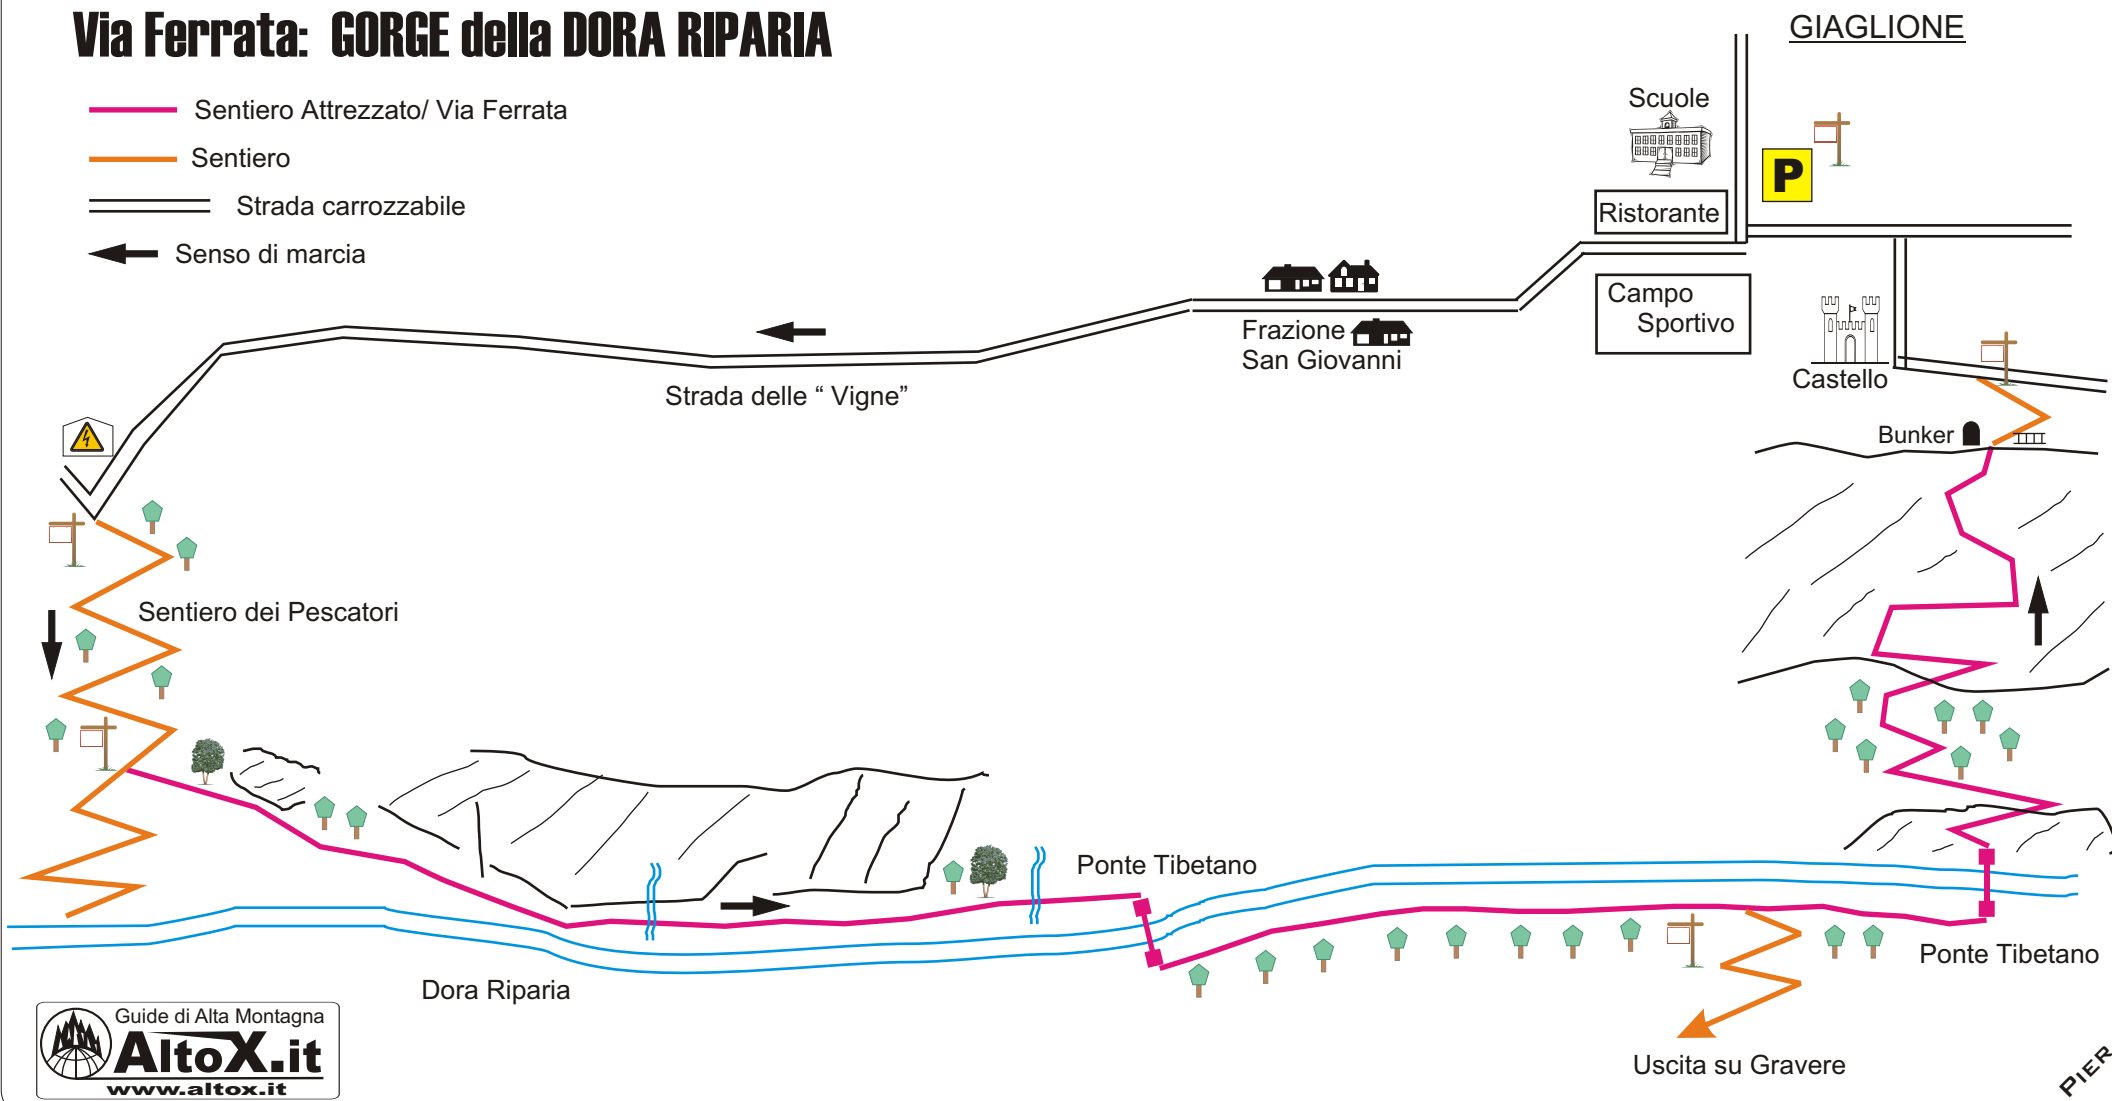 Via Ferrata: GORGE della DORA RIPARIA
GIAGLIONE
Sentiero Attrezzato/ Via Ferrata
Sentiero
Strada carrozzabile
Senso di marcia
Scuole
P
Ristorante
Campo
Sportivo
Frazione
San Giovanni
Castello
Strada delle “ Vigne”
Bunker
Sentiero dei Pescatori
Ponte Tibetano
Ponte Tibetano
Dora Riparia
Uscita su Gravere
Guide di Alta Montagna
AltoX.it
www.altox.it
PIER